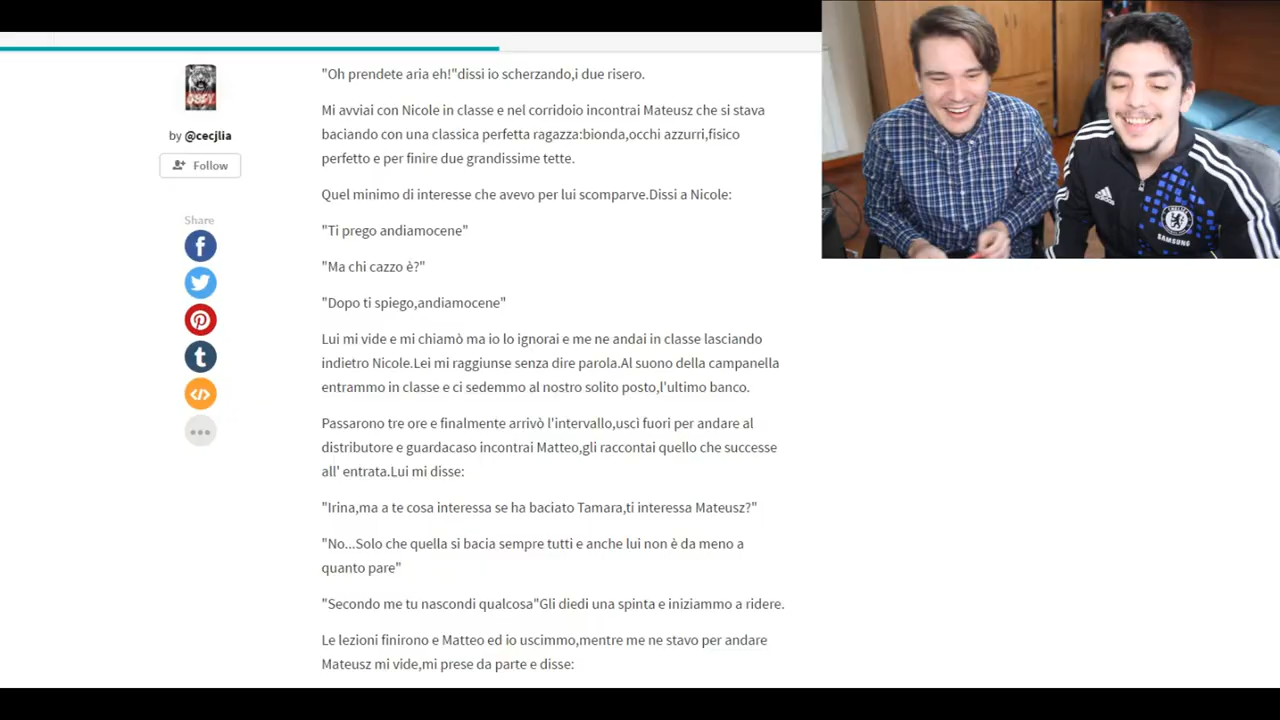 "Oh prendete aria eh!"dissi io scherzando,i due risero.
Mi avviai con Nicole in classe e nel corridoio incontrai Mateusz che si stava
baciando con una classica perfetta ragazza:bionda,occhi azzurri,fisico
perfetto e per finire due grandissime tette.
Quel minimo di interesse che avevo per lui scomparve.Dissi a Nicole:
"Ti prego andiamocene"
"Ma chi cazzo è?"
"Dopo ti spiego,andiamocene"
Lui mi vide e mi chiamò ma io lo ignorai e me ne andai in classe lasciando
indietro Nicole.Lei mi raggiunse senza dire parola.Al suono della campanella
entrammo in classe e ci sedemmo al nostro solito posto,l'ultimo banco.
Passarono tre ore e finalmente arrivò l'intervallo,uscì fuori per andare al
distributore e guardacaso incontrai Matteo,gli raccontai quello che successe
all' entrata.Lui mi disse:
"Irina,ma a te cosa interessa se ha baciato Tamara,ti interessa Mateusz?"
"No...Solo che quella si bacia sempre tutti e anche lui non è da meno a
quanto pare"
"Secondo me tu nascondi qualcosa"Gli diedi una spinta e iniziammo a ridere.
Le lezioni finirono e Matteo ed io uscimmo,mentre me ne stavo per andare
Mateusz mi vide,mi prese da parte e disse:
OBEY
by @cecjlia
Follow
Share
adidas
CHELSEA
SAMSUNG